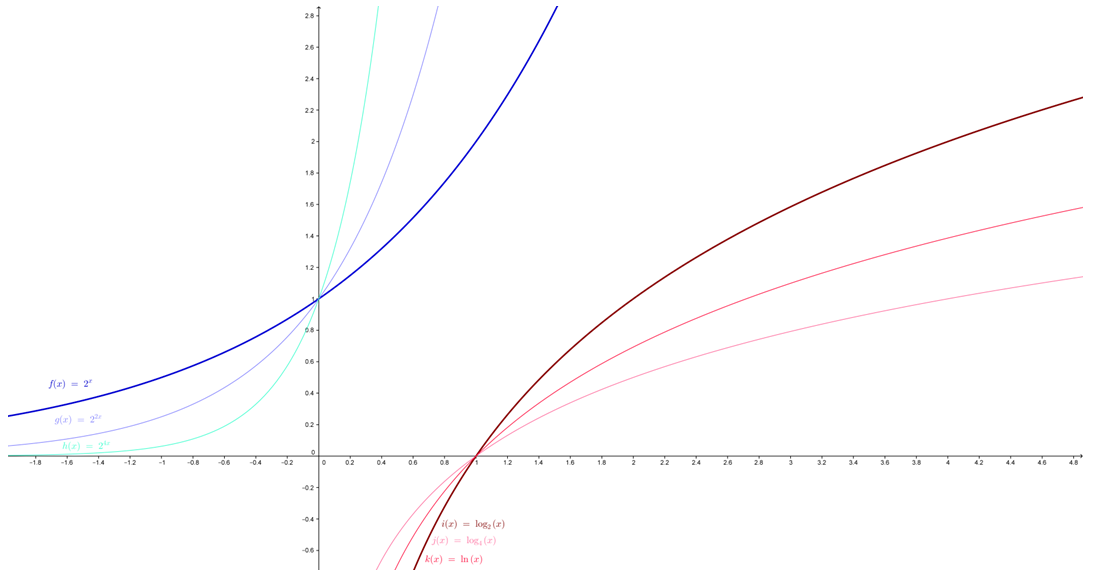 2.8
2.6
2.4
2.2
2
1.8
1.6
1.4
1.2
1
0.8
0.6
f(x) = 2^x
0.4
g(x) = 2^{2x}
0.2
h(x) = 2^{4x}
0
−1.8 −1.6 −1.4 −1.2 −1 −0.8 −0.6 −0.4 −0.2 0 0.2 0.4 0.6 0.8 1 1.2 1.4 1.6 1.8 2 2.2 2.4 2.6 2.8 3 3.2 3.4 3.6 3.8 4 4.2 4.4 4.6 4.8
−0.2
−0.4
i(x) = log₂(x)
j(x) = log₄(x)
−0.6
k(x) = ln (x)